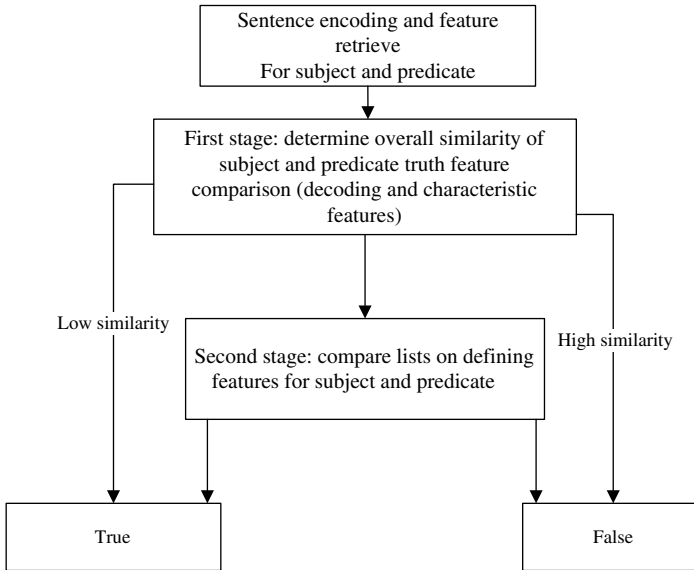 Sentence encoding and feature
retrieve
For subject and predicate
First stage: determine overall similarity of
subject and predicate truth feature
comparison (decoding and characteristic
features)
Low similarity
High similarity
Second stage: compare lists on defining
features for subject and predicate
True
False